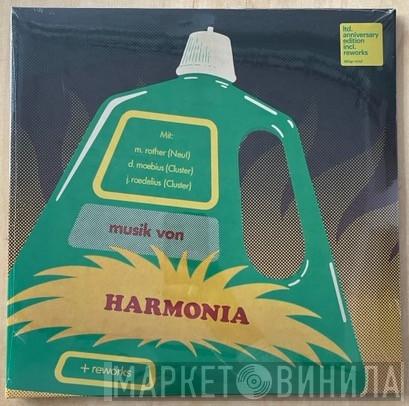 ltd.
anniversary
edition
incl.
reworks
Mit:
m. rother (Neu!)
d. moebius (Cluster)
j. roedelius (Cluster)
musik von
HARMONIA
+ reworks
МАРКЕТ ВИНИЛА